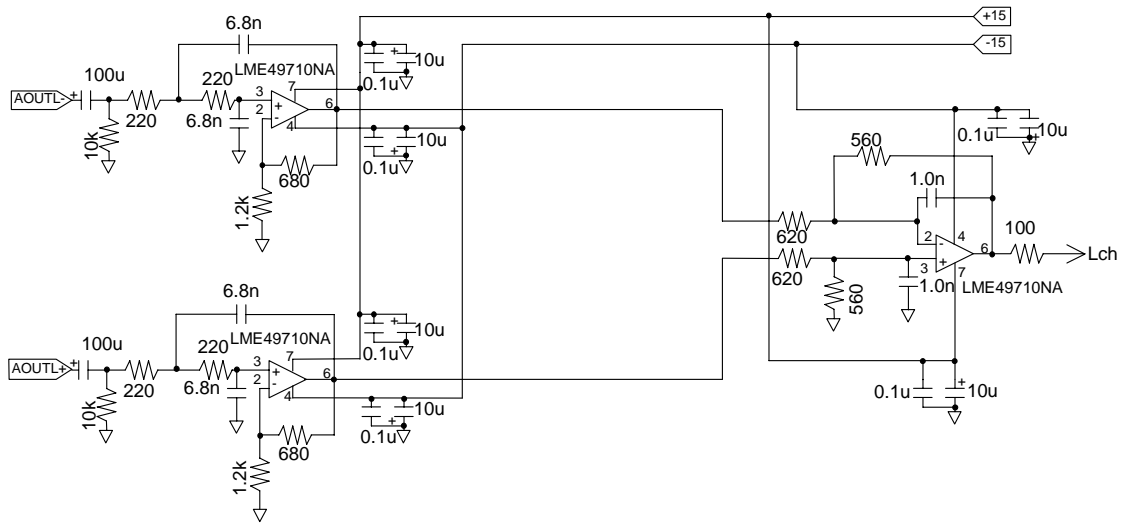 +15
-15
6.8n
LME49710NA
10u
0.1u
100u
AOUTL-
+
220
220
10k
6.8n
3
2
+
-
7
4
6
+
10u
0.1u
+
680
1.2k
560
1.0n
0.1u
10u
+
620
620
2
3
-
+
4
7
6
100
Lch
1.0n
LME49710NA
560
6.8n
LME49710NA
10u
0.1u
+
100u
AOUTL+
+
220
220
10k
6.8n
3
2
+
-
7
4
6
10u
0.1u
+
680
1.2k
0.1u
10u
+